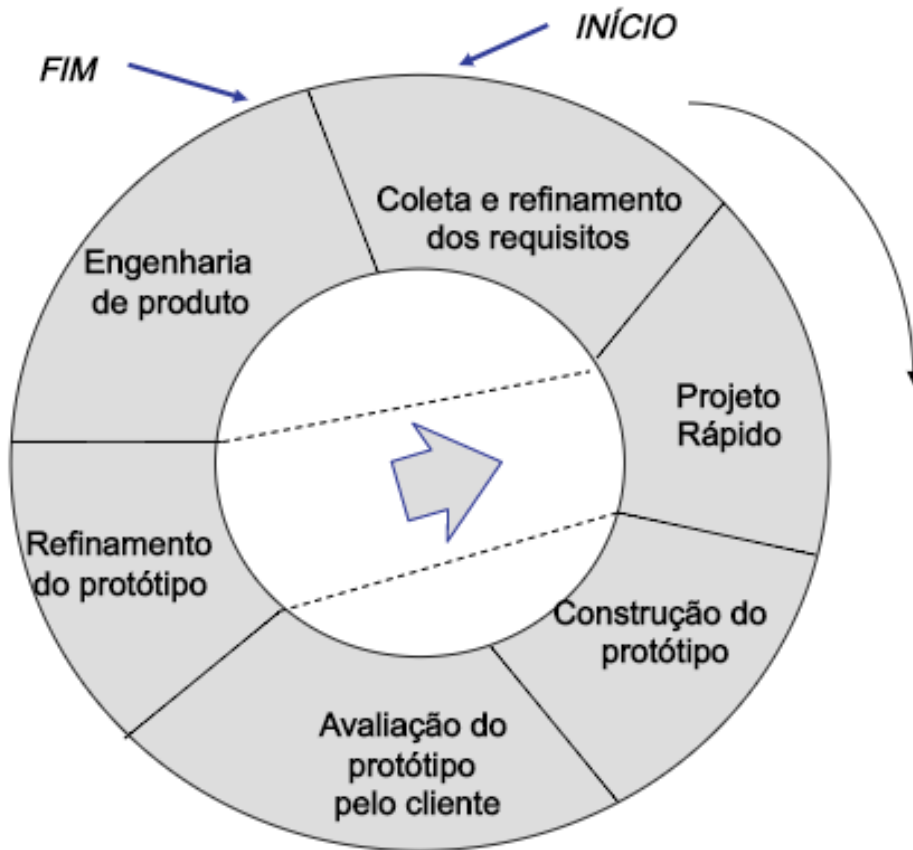 INÍCIO
FIM
Coleta e refinamento
dos requisitos
Engenharia
de produto
Projeto
Rápido
Refinamento
do protótipo
Construção do
protótipo
Avaliação do
protótipo
pelo cliente